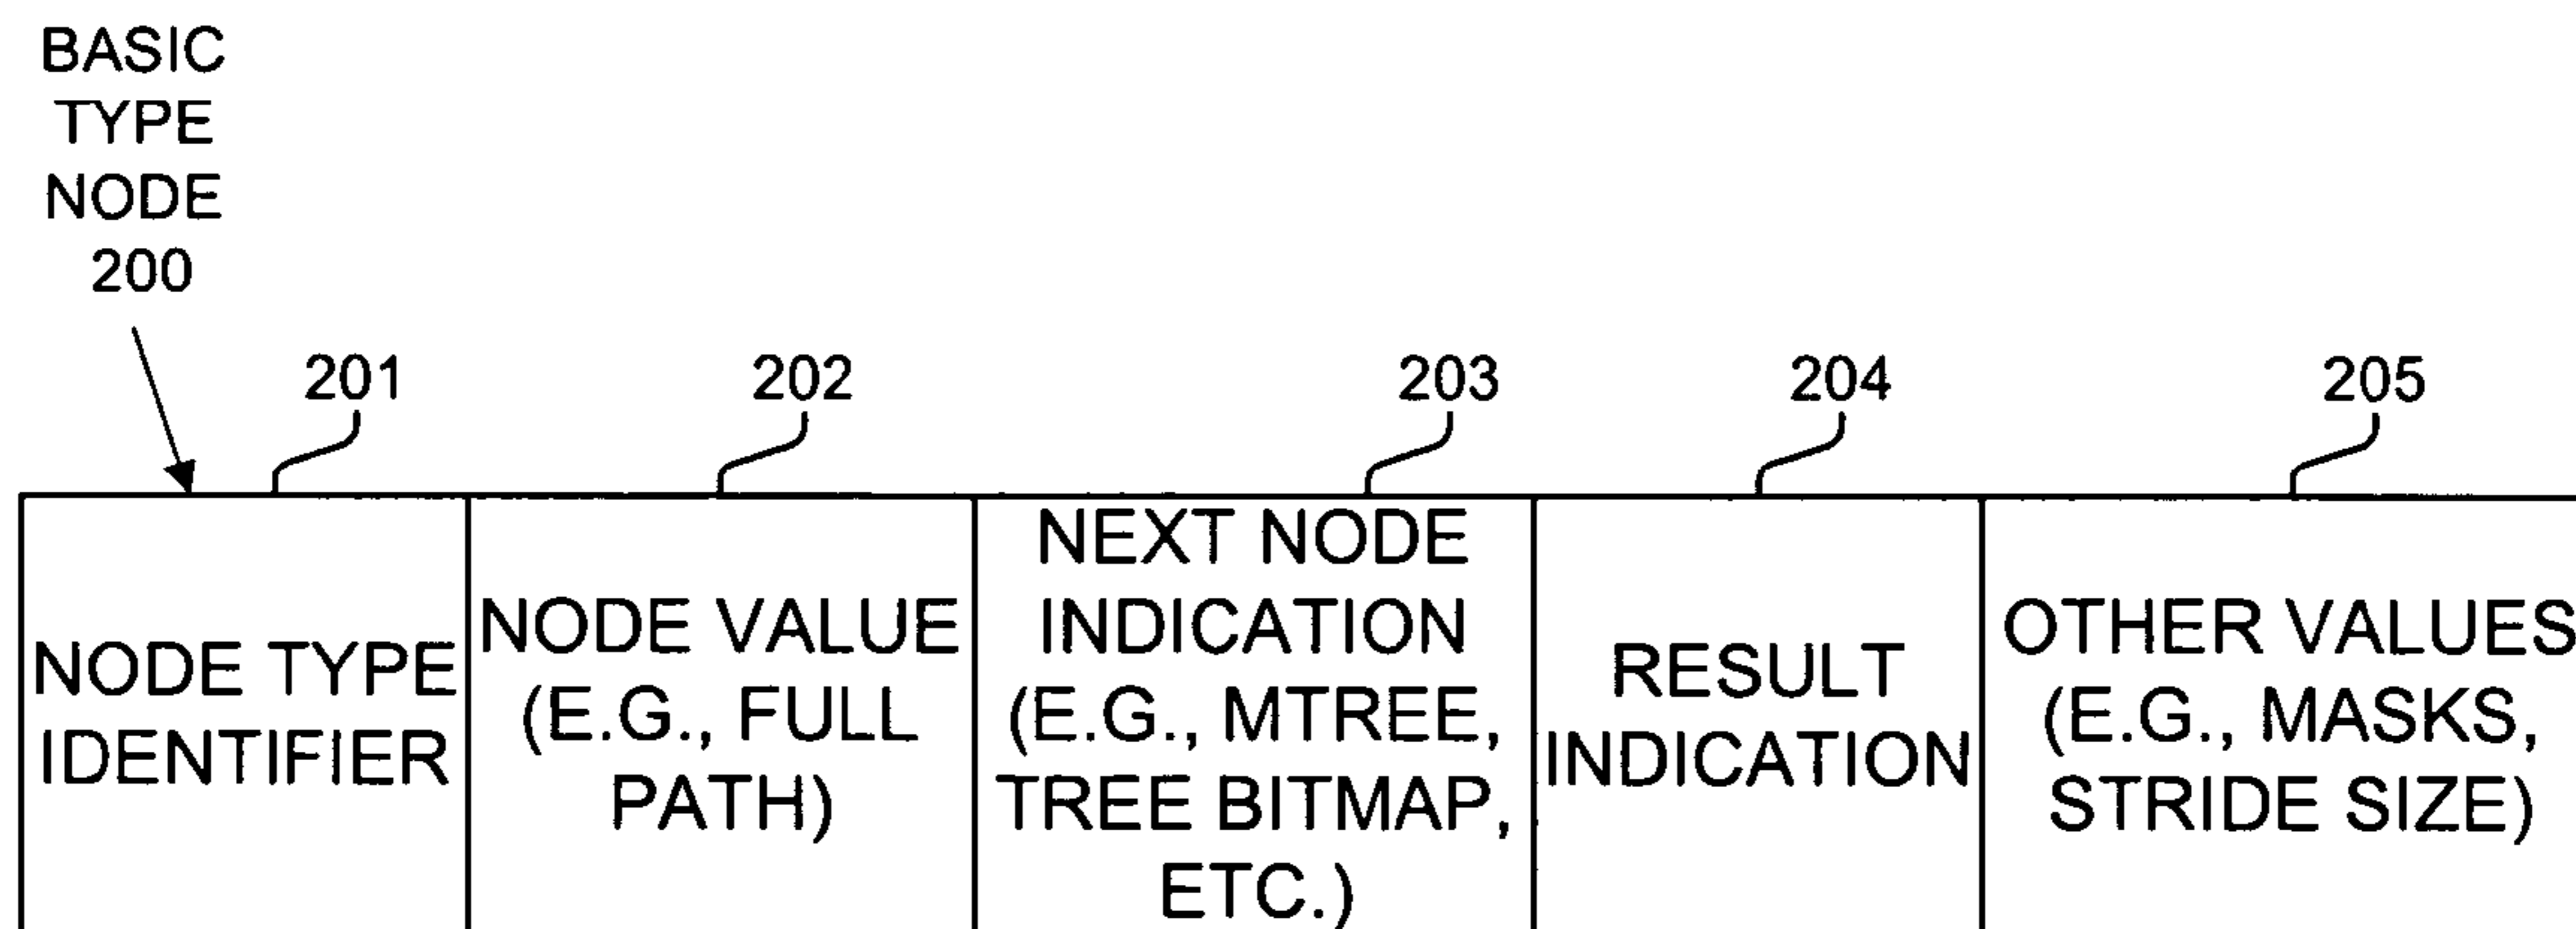 BASIC
TYPE
NODE
200
201
202
203
204
205
NODE TYPE
IDENTIFIER
NODE VALUE
(E.G., FULL
PATH)
NEXT NODE
INDICATION
(E.G., MTREE,
TREE BITMAP,
ETC.)
RESULT
INDICATION
OTHER VALUES
(E.G., MASKS,
STRIDE SIZE)